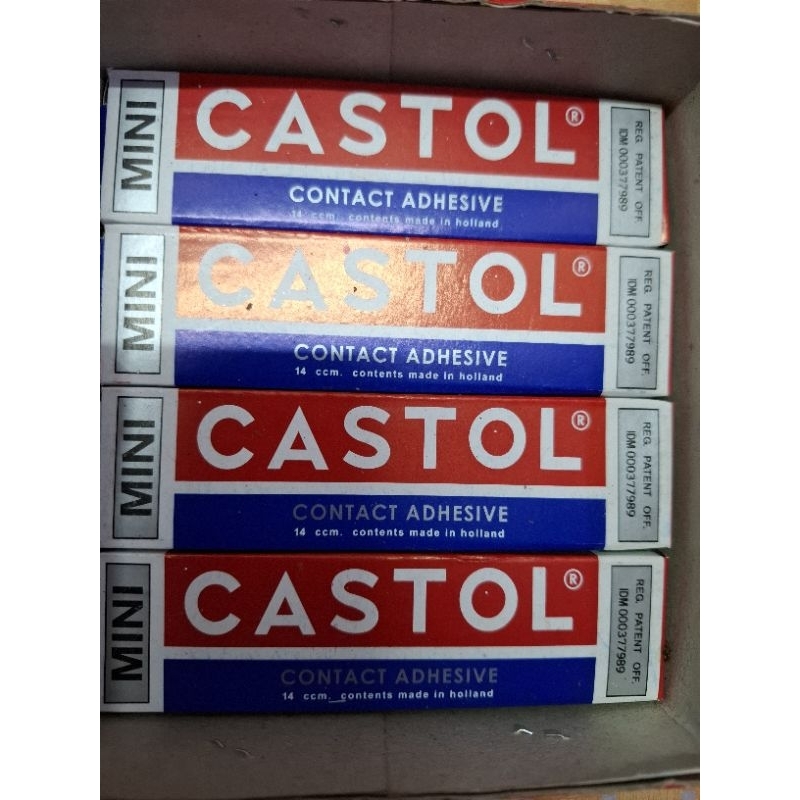 MINI
CASTOL®
CONTACT ADHESIVE
14 ccm. contents made in holland
REG. PATENT OFF.
IDM 000377989
MINI
CASTOL®
CONTACT ADHESIVE
14 ccm. contents made in holland
REG. PATENT OFF.
IDM 000377989
MINI
CASTOL®
CONTACT ADHESIVE
14 ccm. contents made in holland
REG. PATENT OFF.
IDM 000377989
MINI
CASTOL®
CONTACT ADHESIVE
14 ccm. contents made in holland
REG. PATENT OFF.
IDM 000377989